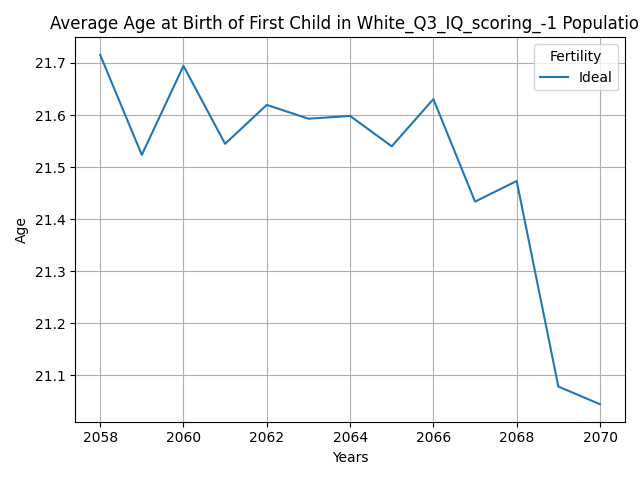 Average Age at Birth of First Child in White_Q3_IQ_scoring_-1 Populatio
Fertility
Ideal
21.7
21.6
21.5
21.4
21.3
21.2
21.1
Age
2058 2060 2062 2064 2066 2068 2070
Years